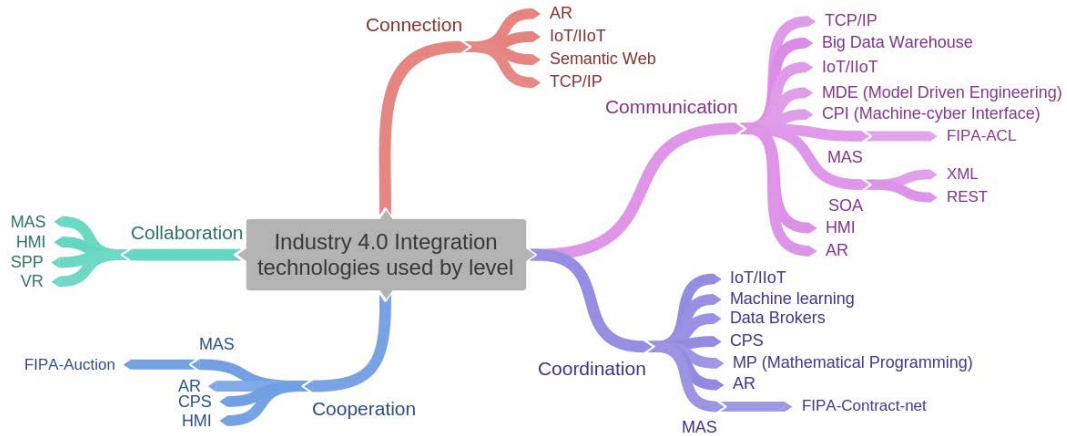 Connection
AR
IoT/IIoT
Semantic Web
TCP/IP
Communication
TCP/IP
Big Data Warehouse
IoT/IIoT
MDE (Model Driven Engineering)
CPI (Machine-cyber Interface)
FIPA-ACL
MAS
XML
REST
SOA
HMI
AR
Collaboration
MAS
HMI
SPP
VR
Industry 4.0 Integration
technologies used by level
Coordination
IoT/IIoT
Machine learning
Data Brokers
CPS
MP (Mathematical Programming)
AR
FIPA-Contract-net
MAS
Cooperation
MAS
FIPA-Auction
AR
CPS
HMI